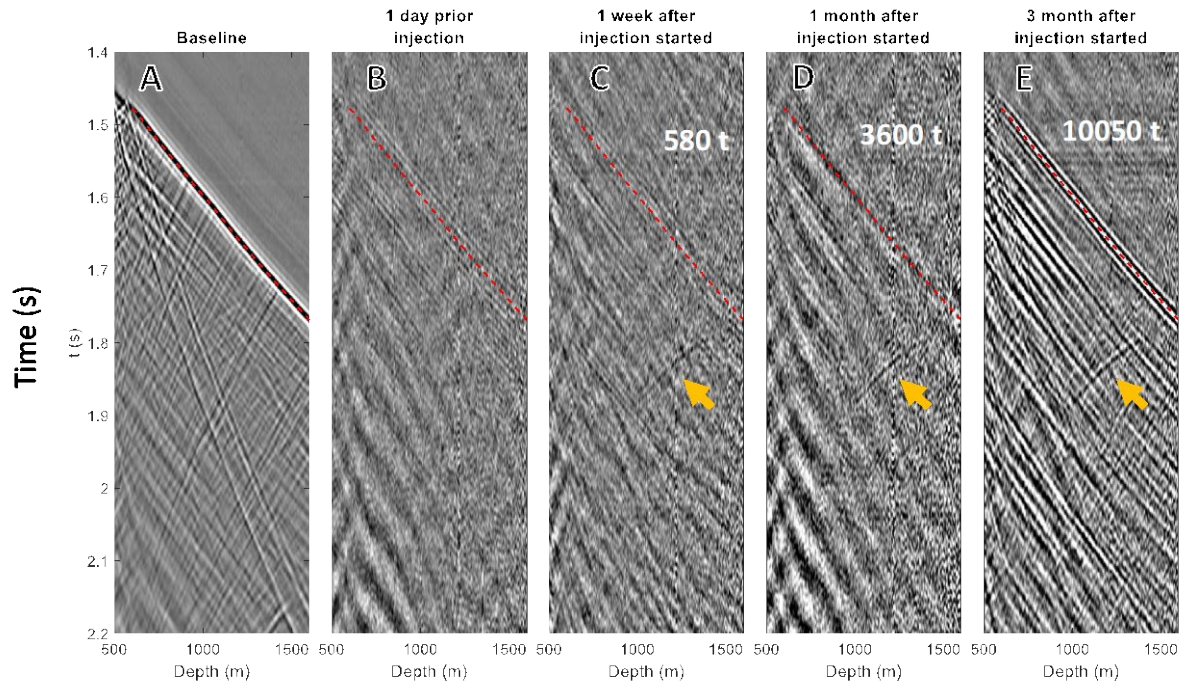 Baseline
1 day prior
injection
1 week after
injection started
1 month after
injection started
3 month after
injection started
A
B
C
D
E
580 t
3600 t
10050 t
Time (s)
t (s)
1.4
1.5
1.6
1.7
1.8
1.9
2
2.1
2.2
500 1000 1500
500 1000 1500
500 1000 1500
500 1000 1500
500 1000 1500
Depth (m)
Depth (m)
Depth (m)
Depth (m)
Depth (m)